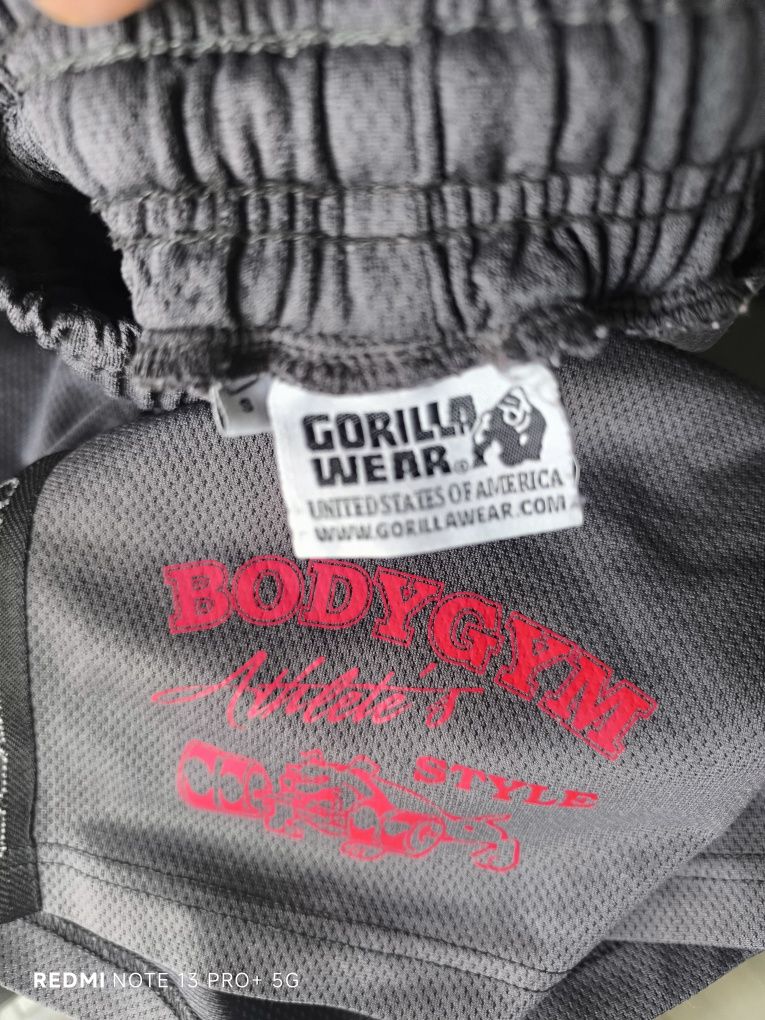 S
GORILLA
WEAR®
UNITED STATES OF AMERICA
WWW.GORILLAWEAR.COM
BODYGYM
Athlete's
STYLE
REDMI NOTE 13 PRO+ 5G